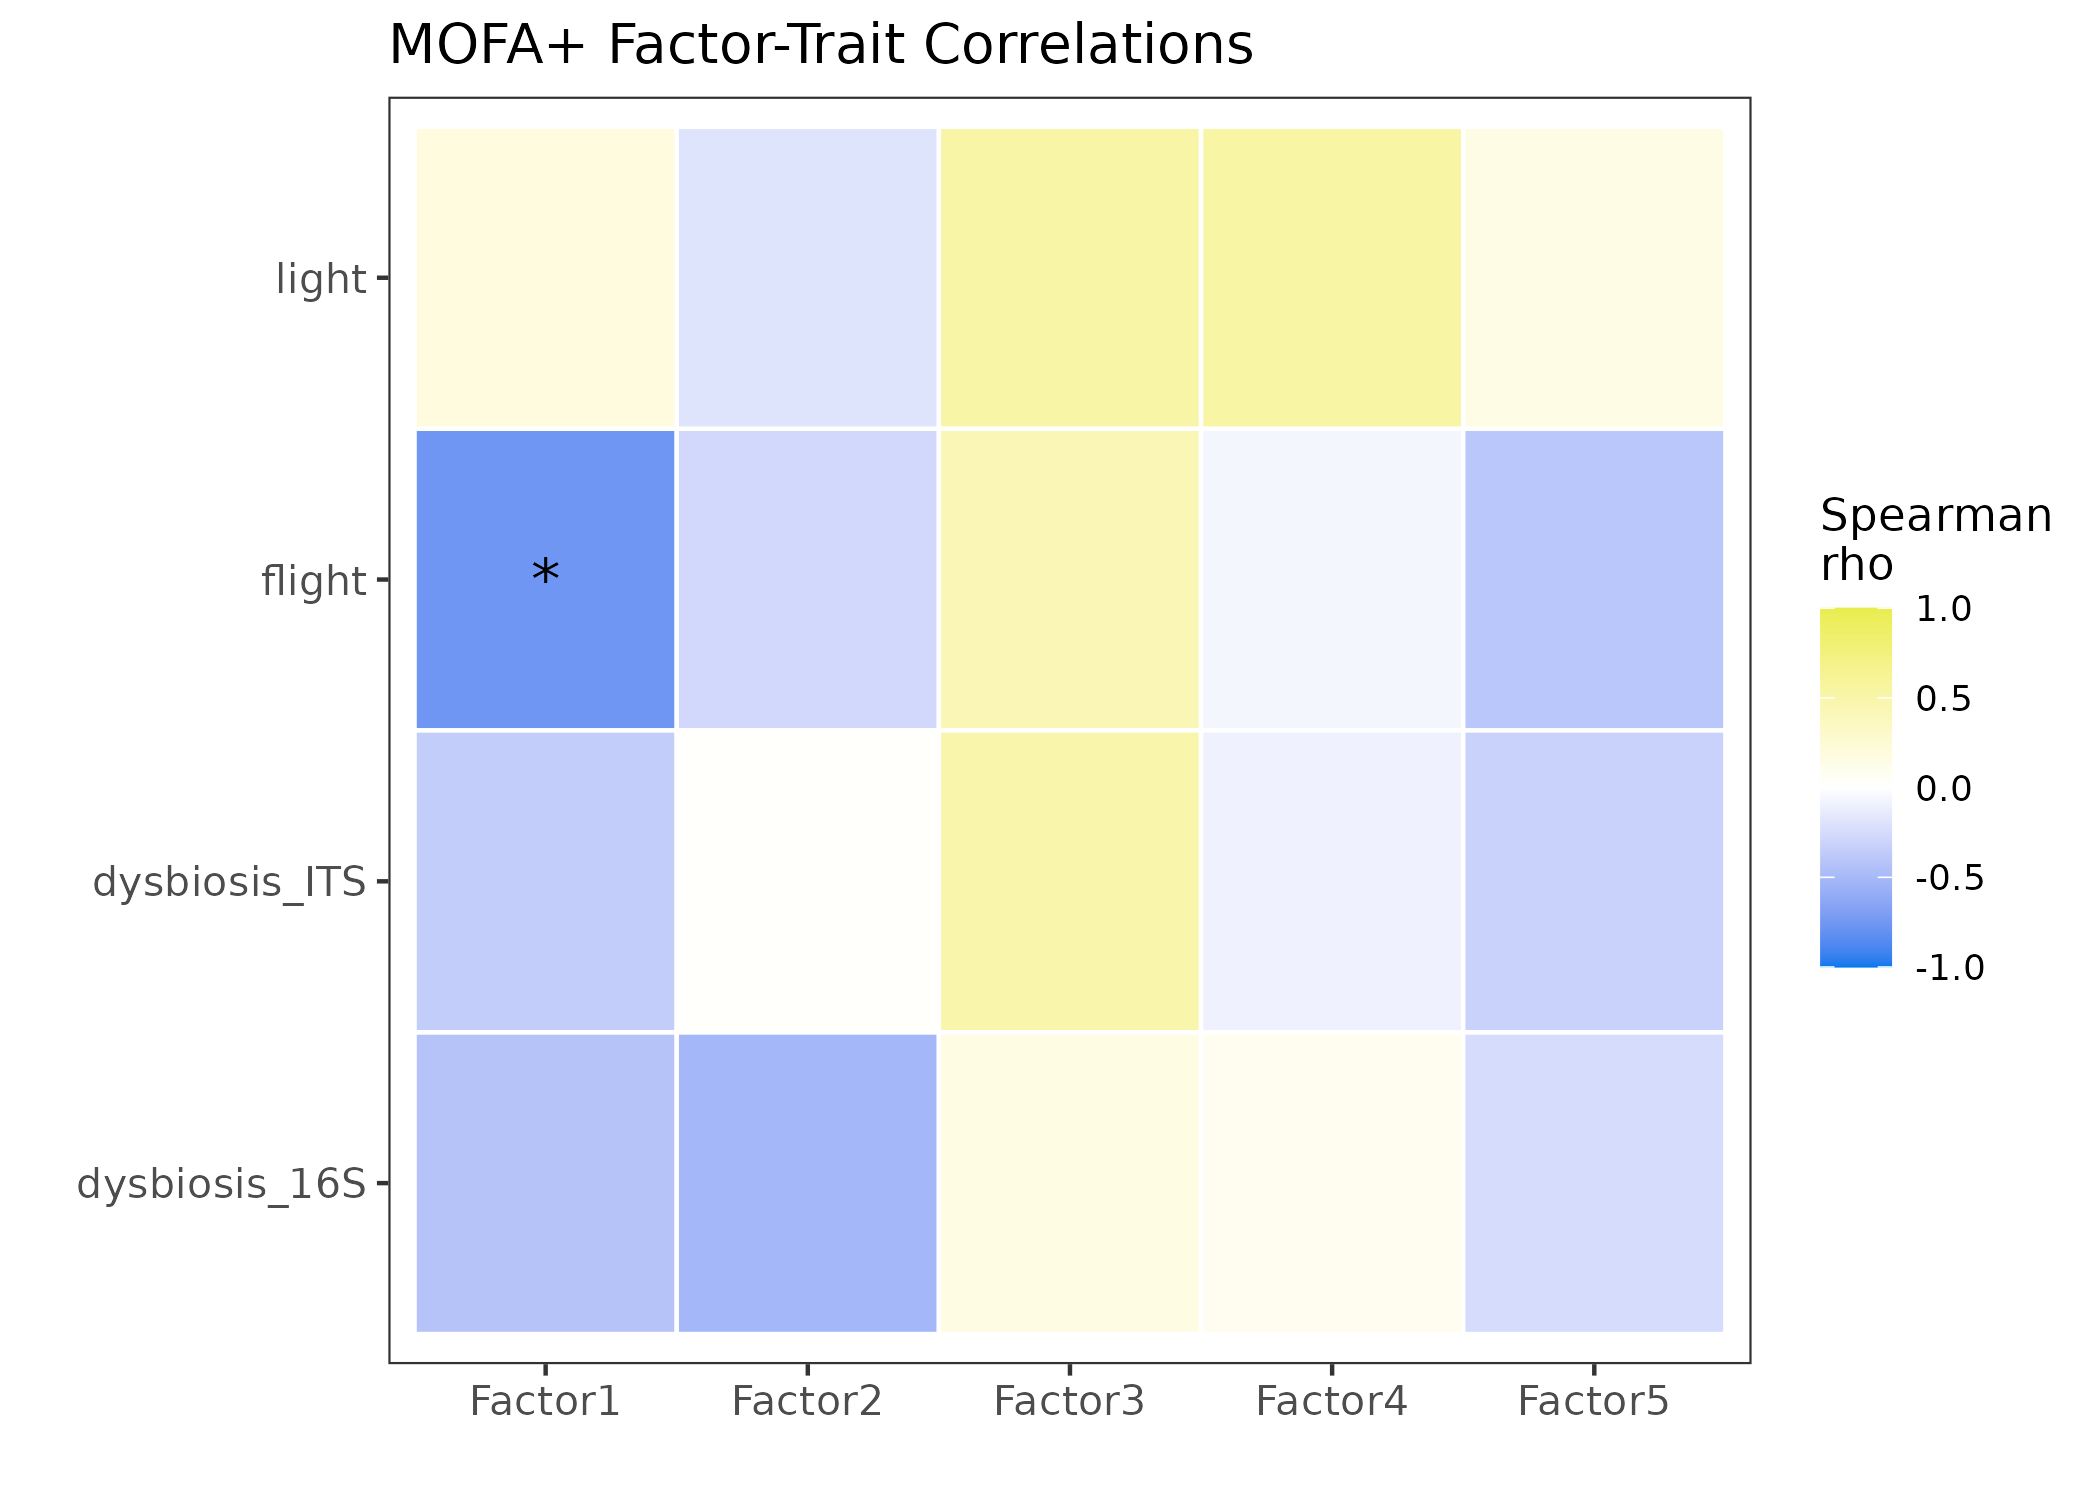 MOFA+ Factor-Trait Correlations
light
flight
*
dysbiosis_ITS
dysbiosis_16S
Factor1 Factor2 Factor3 Factor4 Factor5
Spearman
rho
1.0
0.5
0.0
-0.5
-1.0